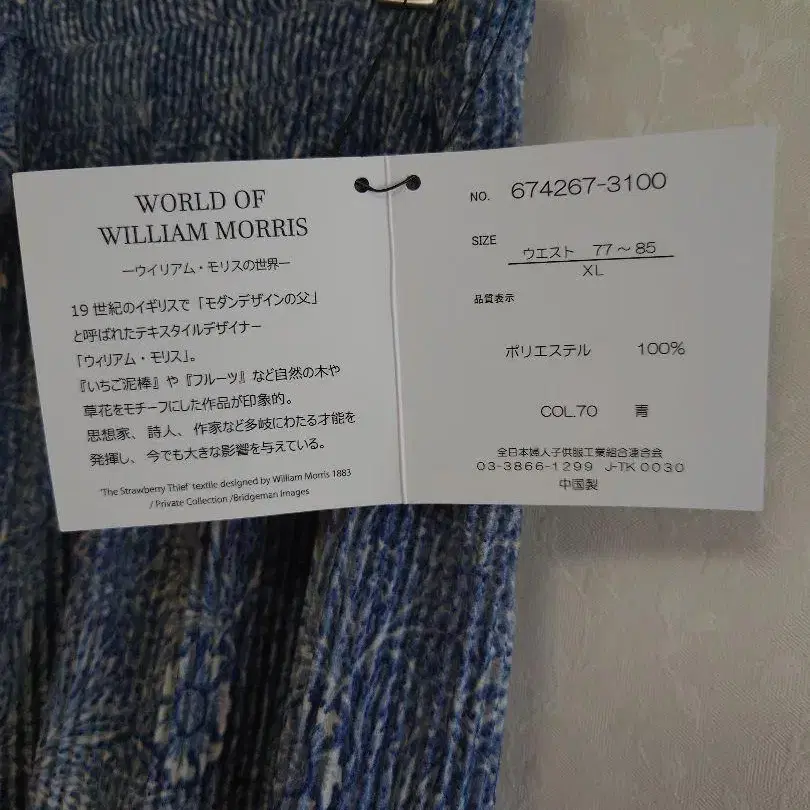 WORLD OF
WILLIAM MORRIS
―ウイリアム・モリスの世界―
19 世紀のイギリスで「モダンデザインの父」
と呼ばれたテキスタイルデザイナー
「ウィリアム・モリス」。
『いちご泥棒』や『フルーツ』など自然の木や
草花をモチーフにした作品が印象的。
思想家、詩人、作家など多岐にわたる才能を
発揮し、今でも大きな影響を与えている。
'The Strawberry Thief' textile designed by William Morris 1883
/ Private Collection /Bridgeman Images
NO. 674267-3100
SIZE
ウエスト 77～85
XL
品質表示
ポリエステル 100%
COL.70 青
全日本婦人子供服工業組合連合会
03-3866-1299 J-TK 0030
中国製